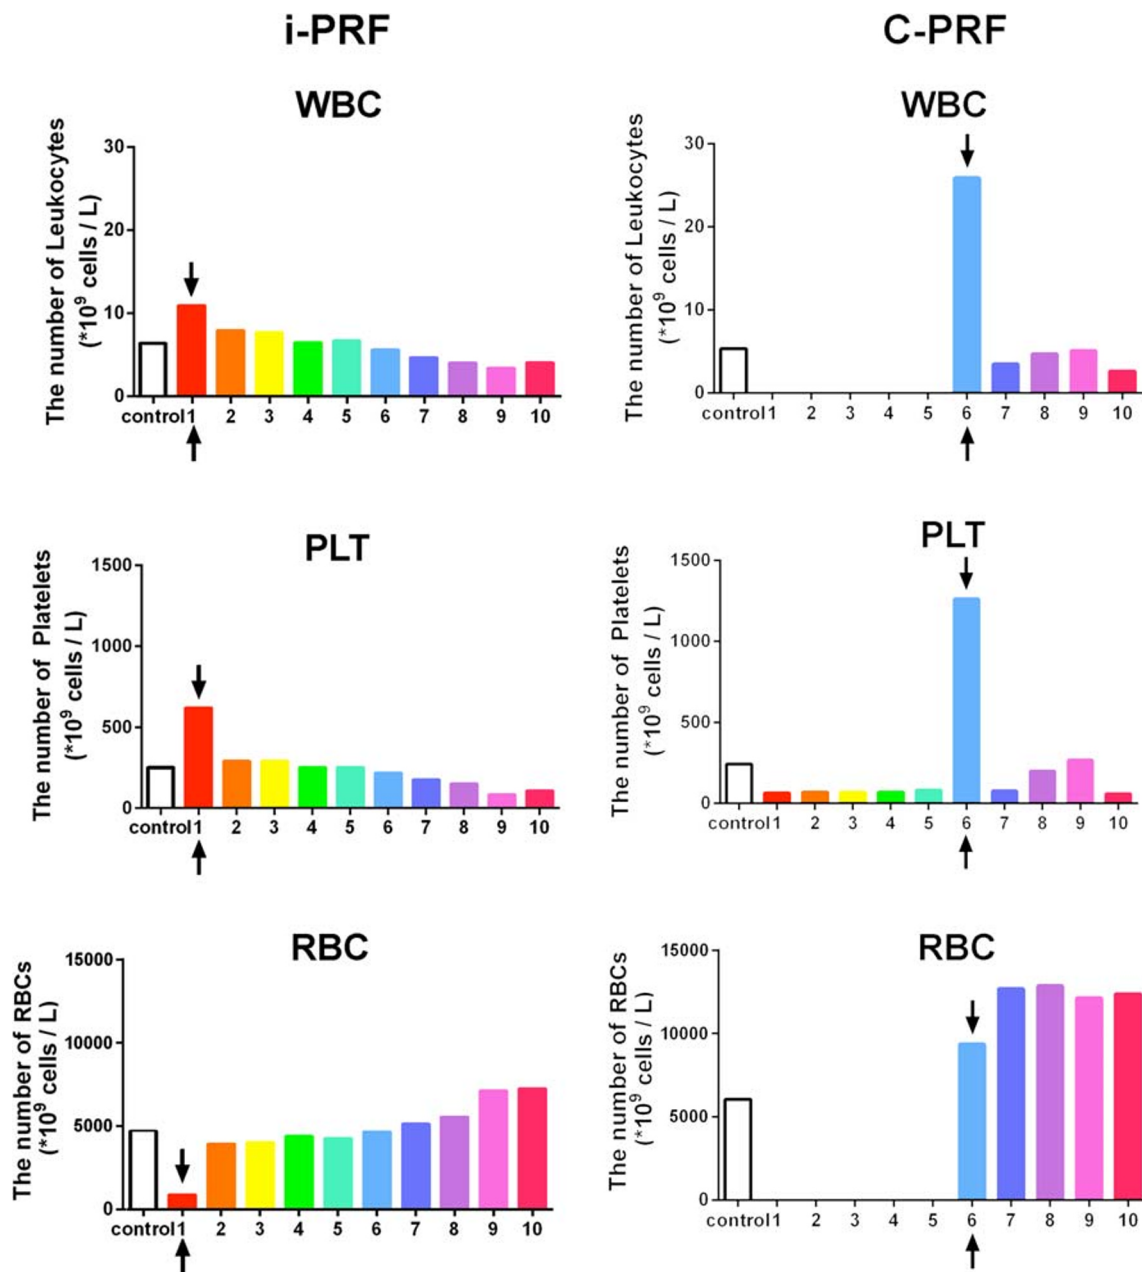 i-PRF
C-PRF
WBC
The number of Leukocytes
(*10⁹ cells / L)
30
20
10
0
control 1 2 3 4 5 6 7 8 9 10
WBC
The number of Leukocytes
(*10⁹ cells / L)
30
20
10
0
control 1 2 3 4 5 6 7 8 9 10
PLT
The number of Platelets
(*10⁹ cells / L)
1500
1000
500
0
control 1 2 3 4 5 6 7 8 9 10
PLT
The number of Platelets
(*10⁹ cells / L)
1500
1000
500
0
control 1 2 3 4 5 6 7 8 9 10
RBC
The number of RBCs
(*10⁹ cells / L)
15000
10000
5000
0
control 1 2 3 4 5 6 7 8 9 10
RBC
The number of RBCs
(*10⁹ cells / L)
15000
10000
5000
0
control 1 2 3 4 5 6 7 8 9 10